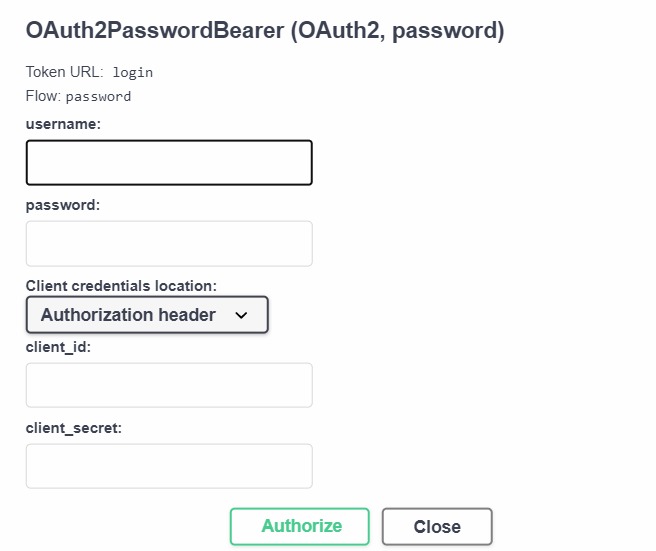 OAuth2PasswordBearer (OAuth2, password)
Token URL: login
Flow: password
username:
password:
Client credentials location:
Authorization header
client_id:
client_secret:
Authorize Close